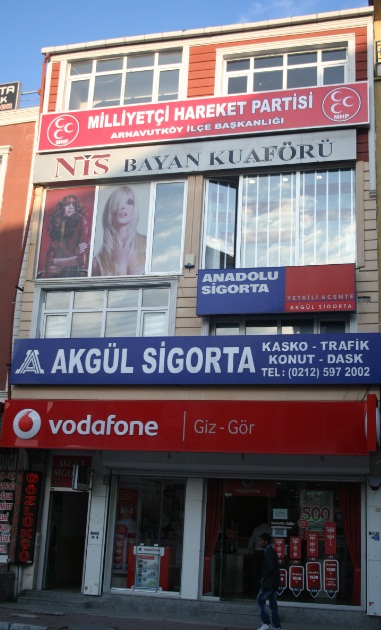 MİLLİYETÇİ HAREKET PARTİSİ
ARNAVUTKÖY İLÇE BAŞKANLIĞI
MHP
MHP
NİS BAYAN KUAFÖRÜ
ANADOLU
SİGORTA
YETKİLİ ACENTE
AKGÜL SİGORTA
AKGÜL SİGORTA
KASKO - TRAFİK
KONUT - DASK
TEL : (0212) 597 2002
vodafone
Giz - Gör
vodafone
500